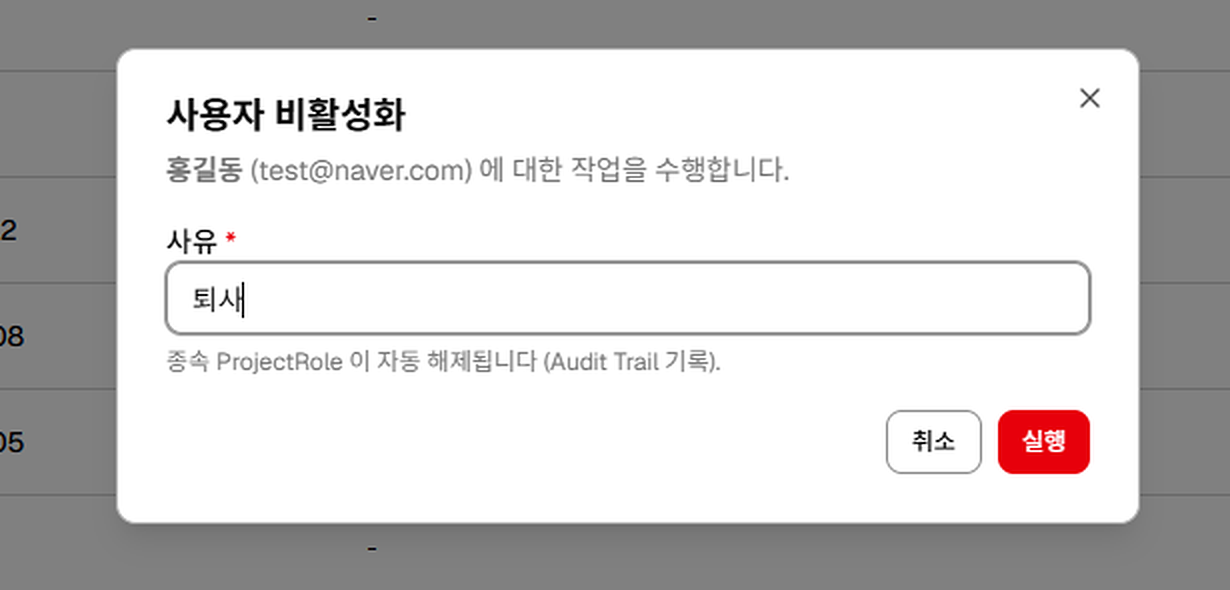 -
사용자 비활성화
홍길동 (test@naver.com) 에 대한 작업을 수행합니다.
2
사유 *
퇴사
08
종속 ProjectRole 이 자동 해제됩니다 (Audit Trail 기록).
05
취소 실행
-